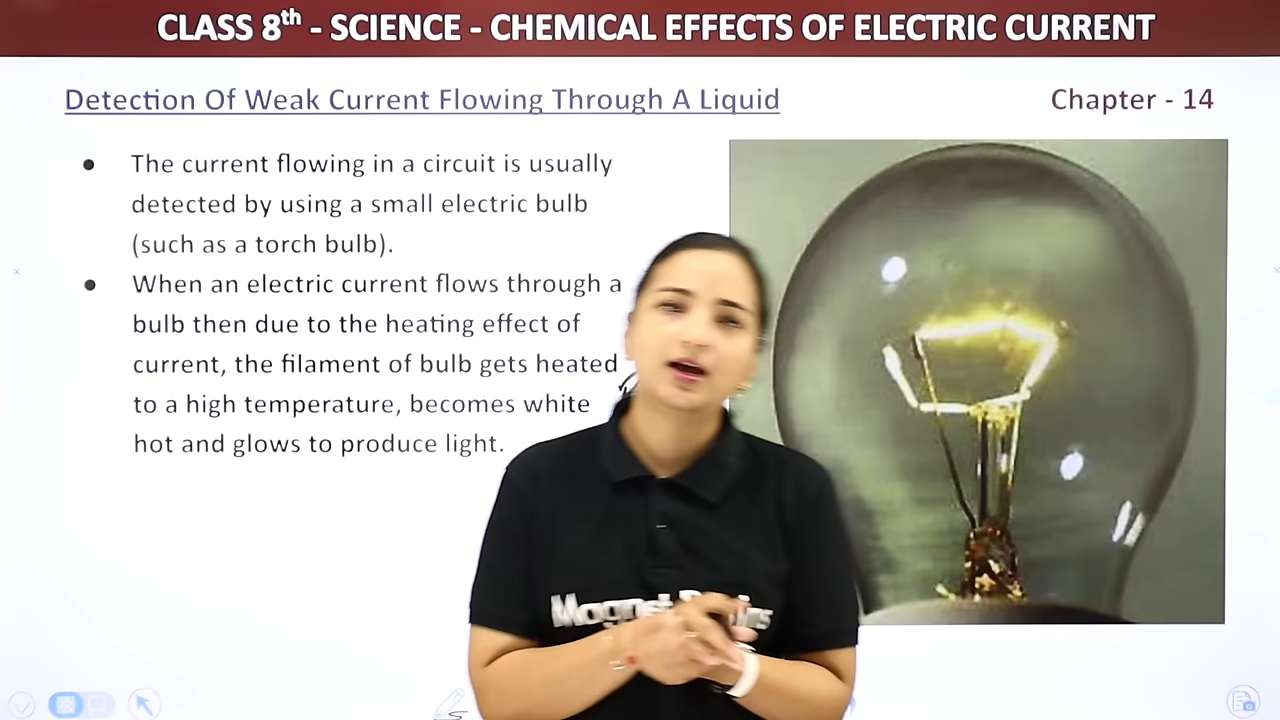 CLASS 8th - SCIENCE - CHEMICAL EFFECTS OF ELECTRIC CURRENT
Detection Of Weak Current Flowing Through A Liquid
Chapter - 14
● The current flowing in a circuit is usually
detected by using a small electric bulb
(such as a torch bulb).
● When an electric current flows through a
bulb then due to the heating effect of
current, the filament of bulb gets heated
to a high temperature, becomes white
hot and glows to produce light.
Magnet